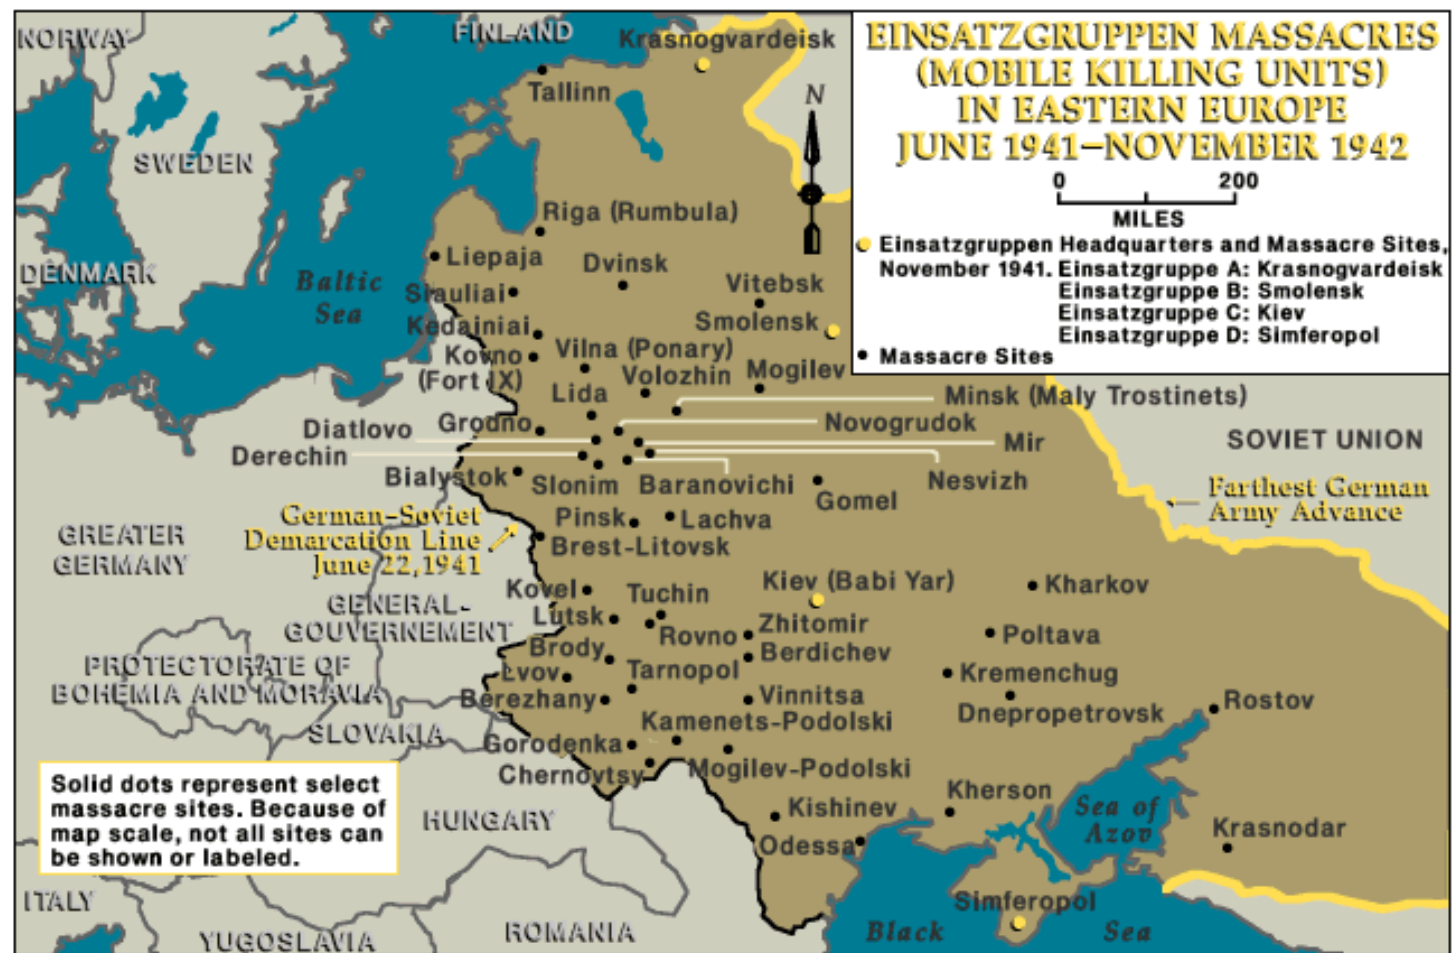 NORWAY
FINLAND
Krasnogvardeisk
EINSATZGRUPPEN MASSACRES
(MOBILE KILLING UNITS)
IN EASTERN EUROPE
JUNE 1941–NOVEMBER 1942
N
0 200
MILES
Einsatzgruppen Headquarters and Massacre Sites,
November 1941. Einsatzgruppe A: Krasnogvardeisk
Einsatzgruppe B: Smolensk
Einsatzgruppe C: Kiev
Einsatzgruppe D: Simferopol
Massacre Sites
Tallinn
SWEDEN
Riga (Rumbula)
Liepaja
Dvinsk
DENMARK
Baltic
Sea
Siauliai
Vitebsk
Smolensk
Kedainiai
Kovno
(Fort IX)
Vilna (Ponary)
Volozhin
Mogilev
Lida
Minsk (Maly Trostinets)
Grodno
Novogrudok
Diatlovo
Mir
SOVIET UNION
Derechin
Bialystok
Slonim
Baranovichi
Nesvizh
Gomel
Farthest German
Army Advance
German-Soviet
Demarcation Line
June 22,1941
Pinsk
Lachva
Brest-Litovsk
GREATER
GERMANY
Kovel
Tuchin
Kiev (Babi Yar)
Kharkov
GENERAL-
GOUVERNEMENT
Lutsk
Rovno
Zhitomir
Poltava
Brody
Berdichev
PROTECTORATE OF
BOHEMIA AND MORAVIA
Lvov
Tarnopol
Kremenchug
Berezhany
Vinnitsa
Dnepropetrovsk
Rostov
SLOVAKIA
Kamenets-Podolski
Gorodenka
Chernovtsy
Mogilev-Podolski
Solid dots represent select
massacre sites. Because of
map scale, not all sites can
be shown or labeled.
HUNGARY
Kishinev
Kherson
Sea of
Azov
Krasnodar
Odessa
ITALY
YUGOSLAVIA
ROMANIA
Simferopol
Black Sea